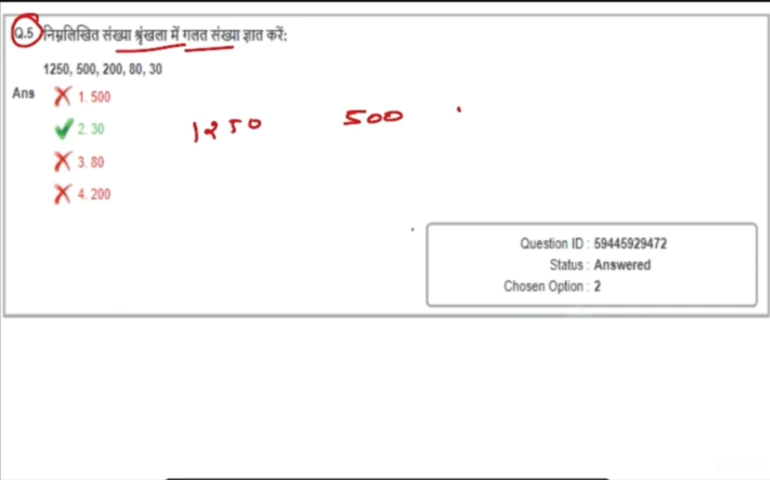 Q.5 निम्नलिखित संख्या श्रृंखला में गलत संख्या ज्ञात करें:
1250, 500, 200, 80, 30
Ans 1. 500
2. 30
3. 80
4. 200
1250 500
Question ID : 59445929472
Status : Answered
Chosen Option : 2